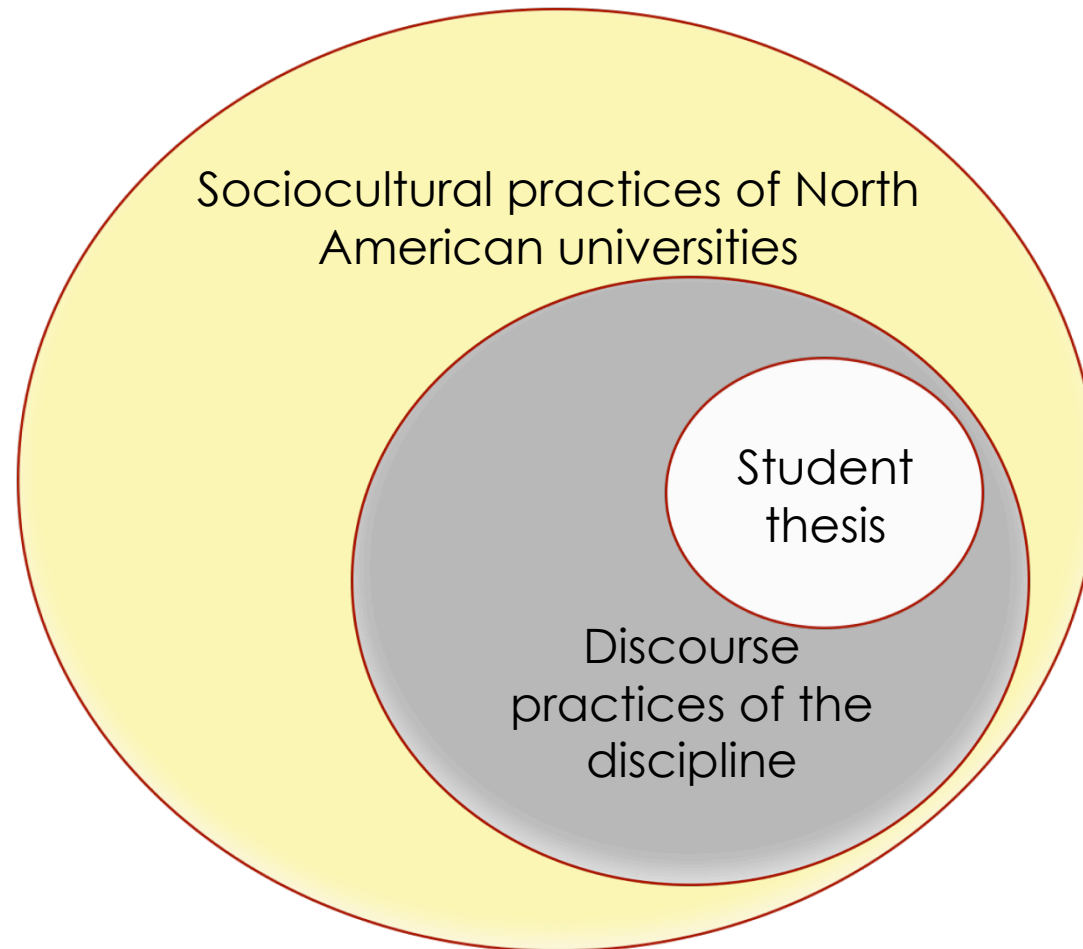 Sociocultural practices of North
American universities
Student
thesis
Discourse
practices of the
discipline